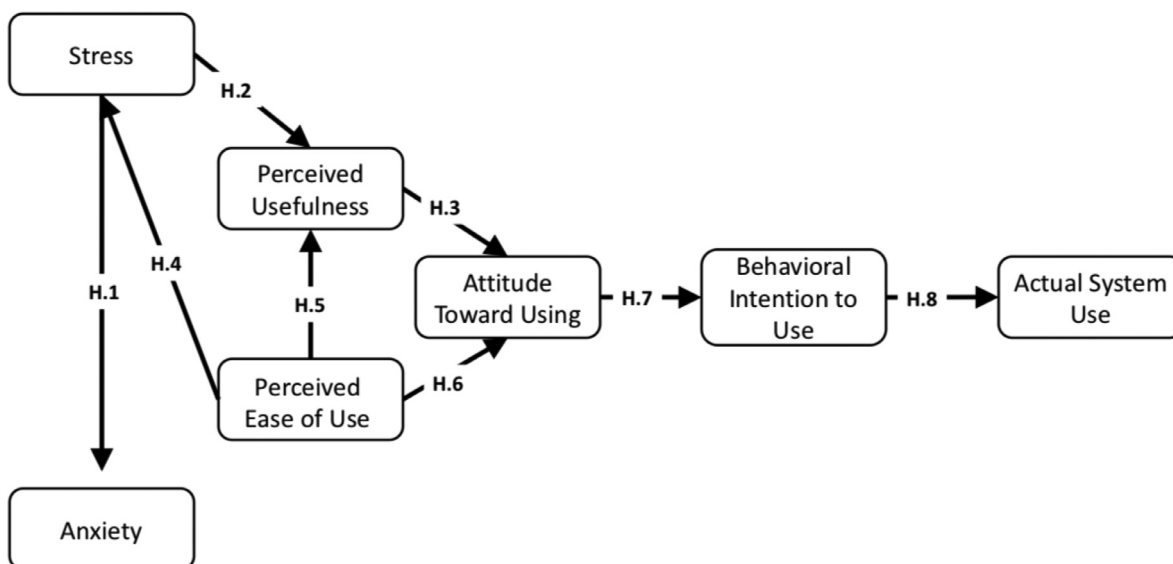 Stress
H.2
Perceived
Usefulness
H.3
H.4
H.1
H.5
Attitude
Toward Using
H.7
Behavioral
Intention to
Use
H.8
Actual System
Use
Perceived
Ease of Use
H.6
Anxiety